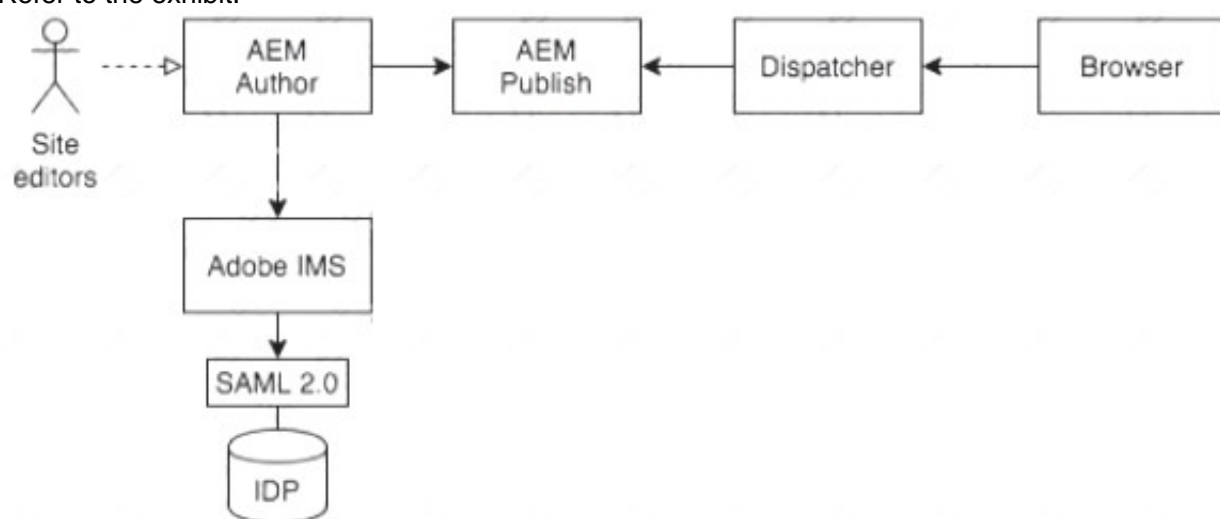 Refer to the exhibit.
AEM
Author
AEM
Publish
Dispatcher
Browser
Site
editors
Adobe IMS
SAML 2.0
IDP